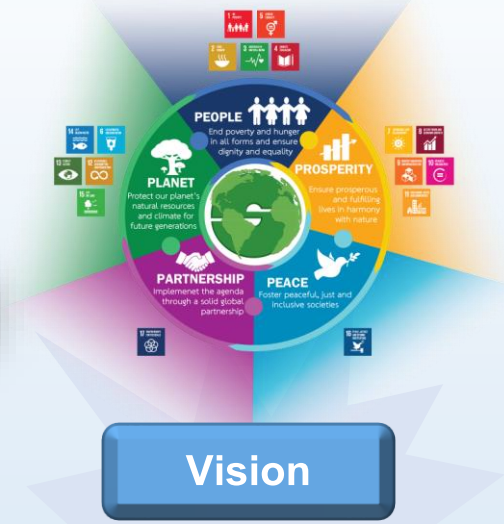 PEOPLE
End poverty and hunger
in all forms and ensure
dignity and equality
PROSPERITY
Ensure prosperous
and fulfilling
lives in harmony
with nature
PLANET
Protect our planet's
natural resources
and climate for
future generations
PARTNERSHIP
Implemenet the agenda
through a solid global
partnership
PEACE
Foster peaceful, just and
inclusive societies
Vision